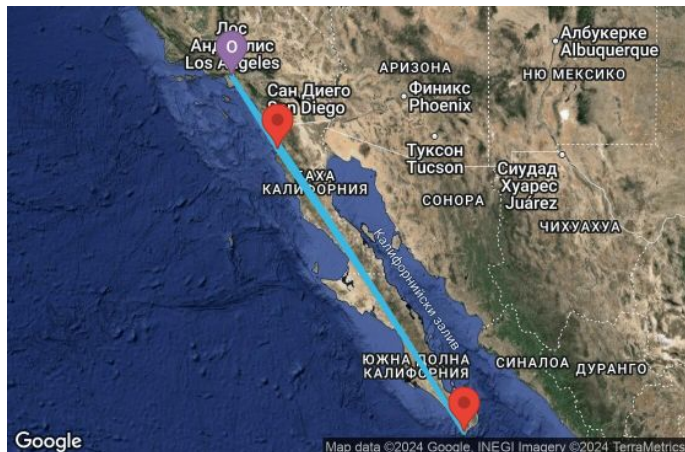 Лос
Анджелис
Los Angeles
O
Сан Диего
San Diego
АРИЗОНА
Финикс
Phoenix
Тусон
Tucson
Албукерке
Albuquerque
НЮ МЕКСИКО
Сиудад
Хуарес
Juárez
БАХА
КАЛИФОРНИЯ
СОНОРА
ЧИХУАХУА
Калифорнийски залив
ЮЖНА ДОЛНА
КАЛИФОРНИЯ
СИНАЛОА
ДУРАНГО
Google
Map data ©2024 Google, INEGI Imagery ©2024 TerraMetrics